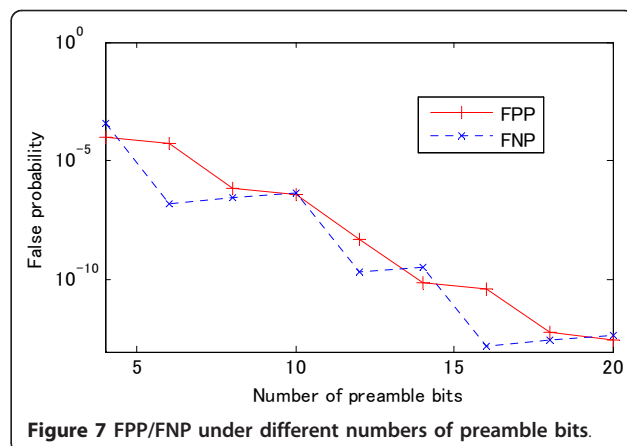 10^0
10^-5
10^-10
False probability
FPP
FNP
5 10 15 20
Number of preamble bits
Figure 7 FPP/FNP under different numbers of preamble bits.